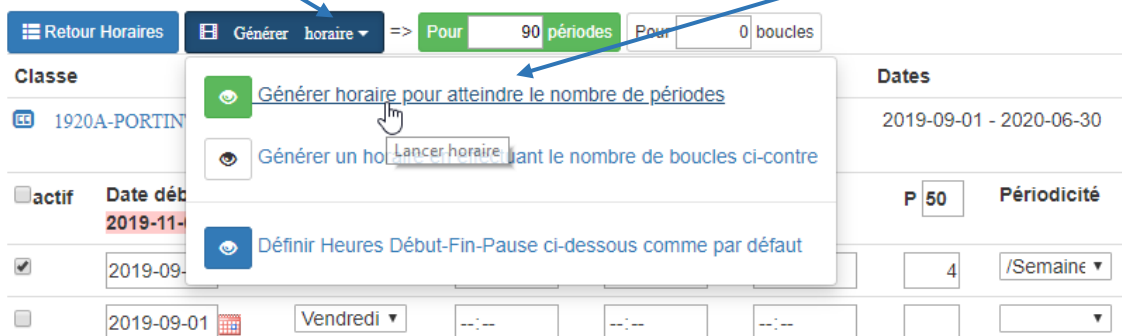 Retour Horaires Générer horaire => Pour 90 périodes Pour 0 boucles
Classe Dates
Générer horaire pour atteindre le nombre de périodes
1920A-PORTIN 2019-09-01 - 2020-06-30
Lancer horaire
Générer un ant le nombre de boucles ci-contre
actif Date déb P 50 Périodicité
2019-11-
Définir Heures Début-Fin-Pause ci-dessous comme par défaut
2019-09- 4 /Semaine
2019-09-01 Vendredi --:-- --:-- --:--